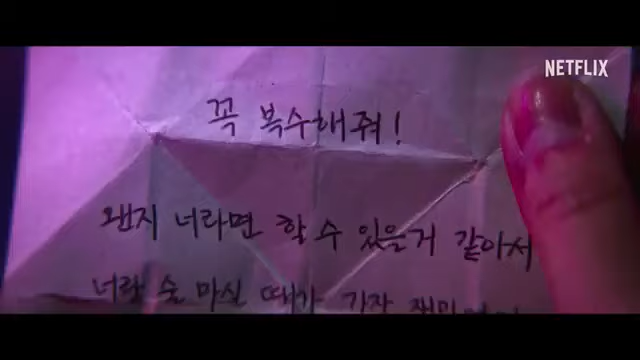 NETFLIX
꼭 복수해줘!
왠지 너라면 할 수 있을거 같아서
너랑 술 마신 때가 가장